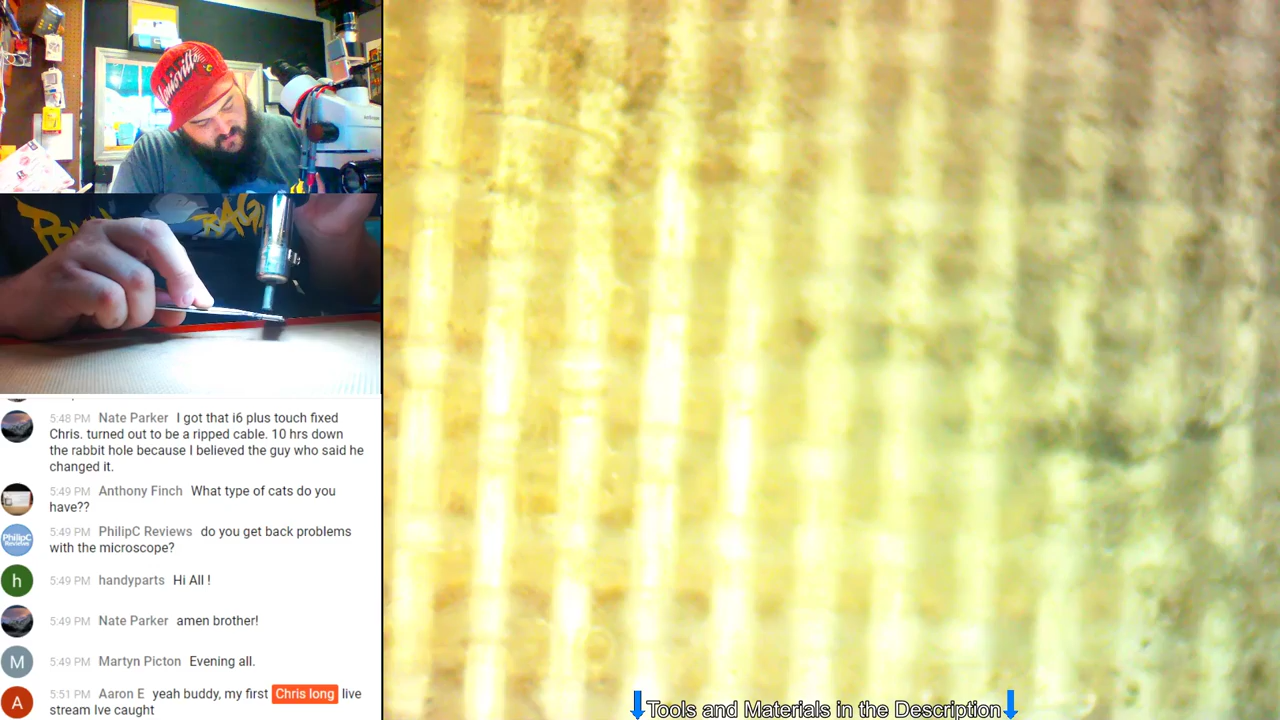 5:48 PM Nate Parker I got that i6 plus touch fixed
Chris. turned out to be a ripped cable. 10 hrs down
the rabbit hole because I believed the guy who said he
changed it.
5:49 PM Anthony Finch What type of cats do you
have??
PhilipC
Reviews
5:49 PM PhilipC Reviews do you get back problems
with the microscope?
h
5:49 PM handyparts Hi All !
5:49 PM Nate Parker amen brother!
M
5:49 PM Martyn Picton Evening all.
A
5:51 PM Aaron E yeah buddy, my first Chris long live
stream Ive caught
Tools and Materials in the Description